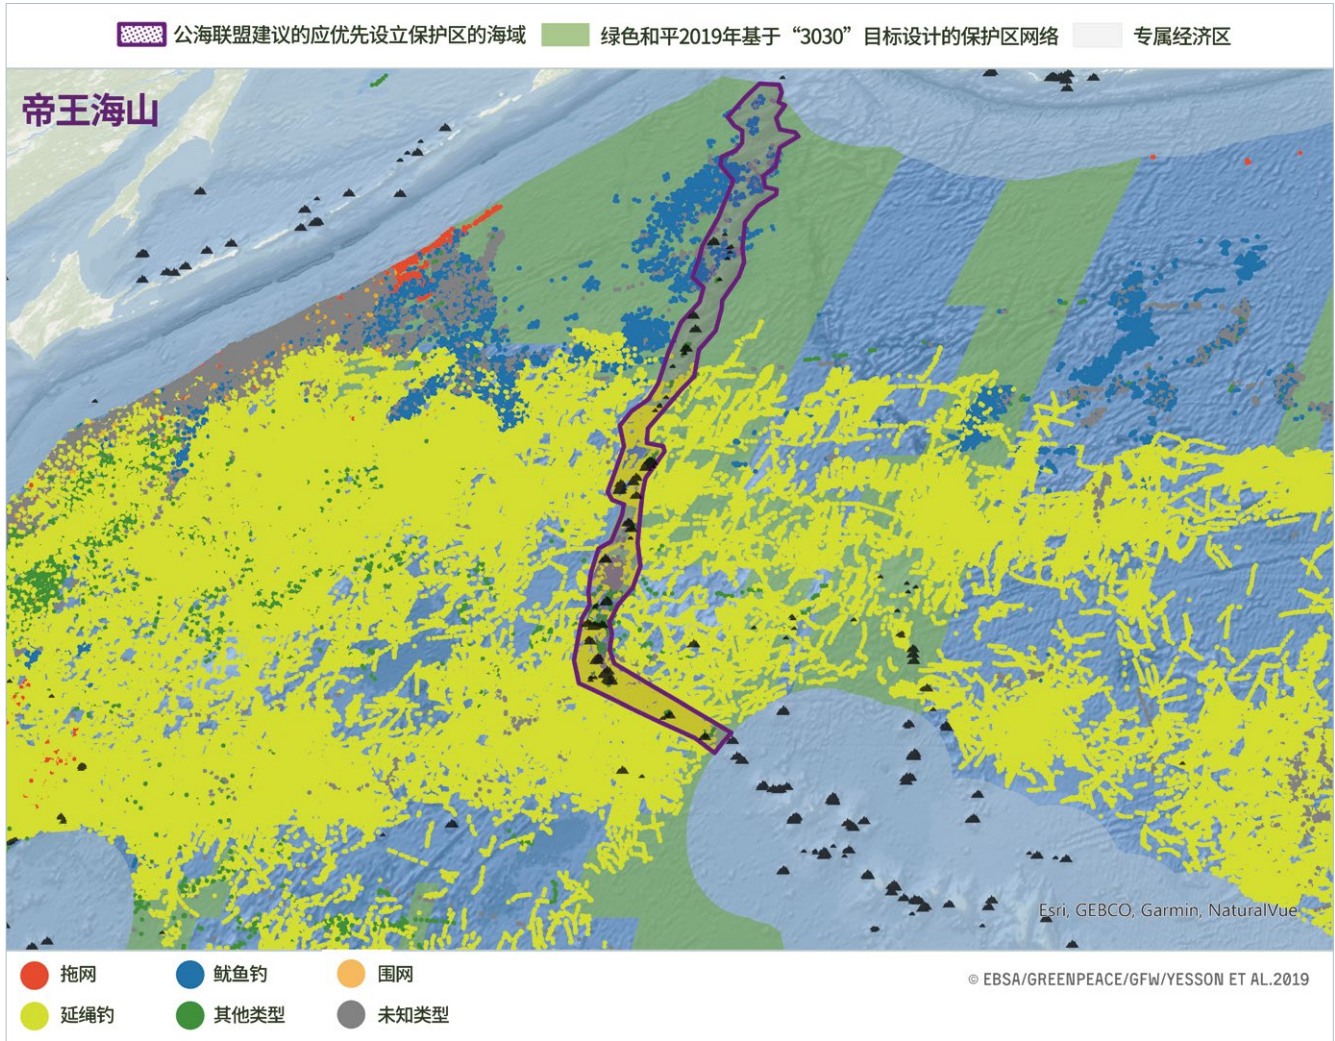 公海联盟建议的应优先设立保护区的海域 绿色和平2019年基于“3030”目标设计的保护区网络 专属经济区
帝王海山
Esri, GEBCO, Garmin, NaturalVue
拖网 鱿鱼钓 围网
© EBSA/GREENPEACE/GFW/YESSON ET AL.2019
延绳钓 其他类型 未知类型